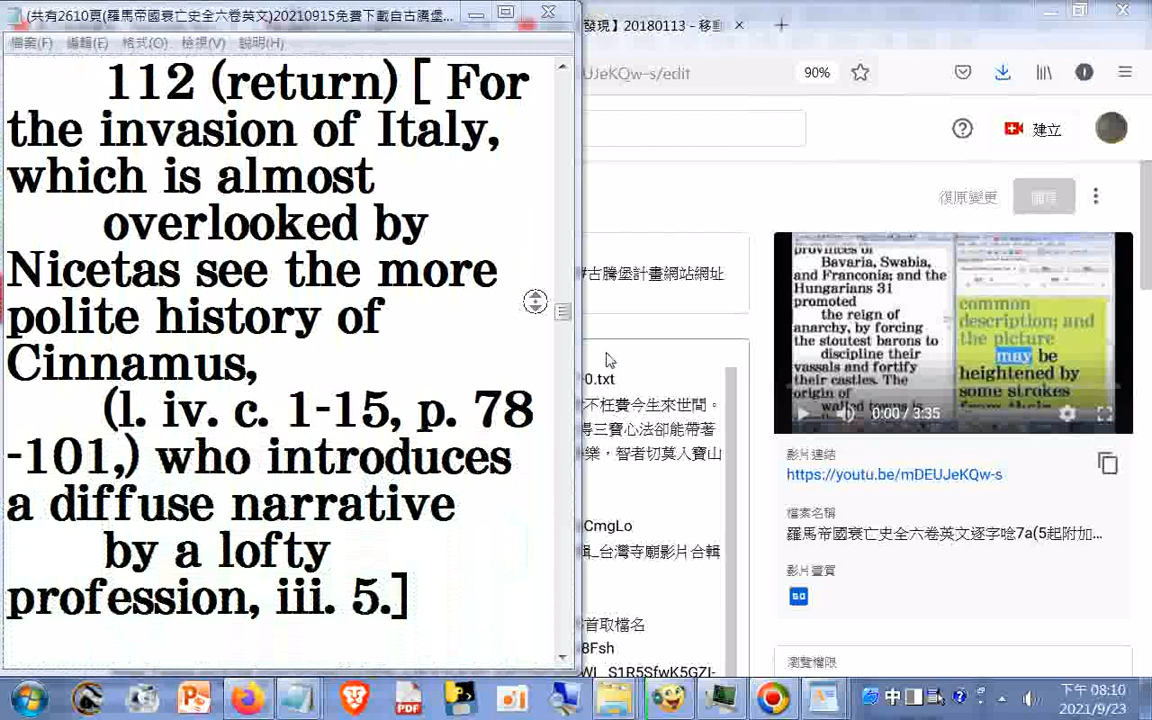 (共有2610頁(羅馬帝國衰亡史全六卷英文)20210915免費下載自古騰堡...
檔案(F) 編輯(E) 格式(O) 檢視(V) 說明(H)
112 (return) [ For
the invasion of Italy,
which is almost
overlooked by
Nicetas see the more
polite history of
Cinnamus,
(l. iv. c. 1-15, p. 78
-101,) who introduces
a diffuse narrative
by a lofty
profession, iii. 5.]
發現】20180113 - 移動
UJeKQw-s/edit
90%
建立
復原變更
#古騰堡計畫網站網址
0.txt
不枉費今生來世間。
得三寶心法卻能帶著
樂，智者切莫入寶山
CmgLo
輯_台灣寺廟影片合輯
首取檔名
8Fsh
WI_S1R5SfwK5GZI-
provinces of
Bavaria, Swabia,
and Franconia; and the
Hungarians 31
promoted
the reign of
anarchy, by forcing
the stoutest barons to
discipline their
vassals and fortify
their castles. The
origin of
walled towns is
common
description; and
the picture
may be
heightened by
some strokes
0:00 / 3:35
影片連結
https://youtu.be/mDEUJeKQw-s
檔案名稱
羅馬帝國衰亡史全六卷英文逐字唸7a(5起附加...
影片畫質
SD
瀏覽權限
中
下午 08:10
2021/9/23